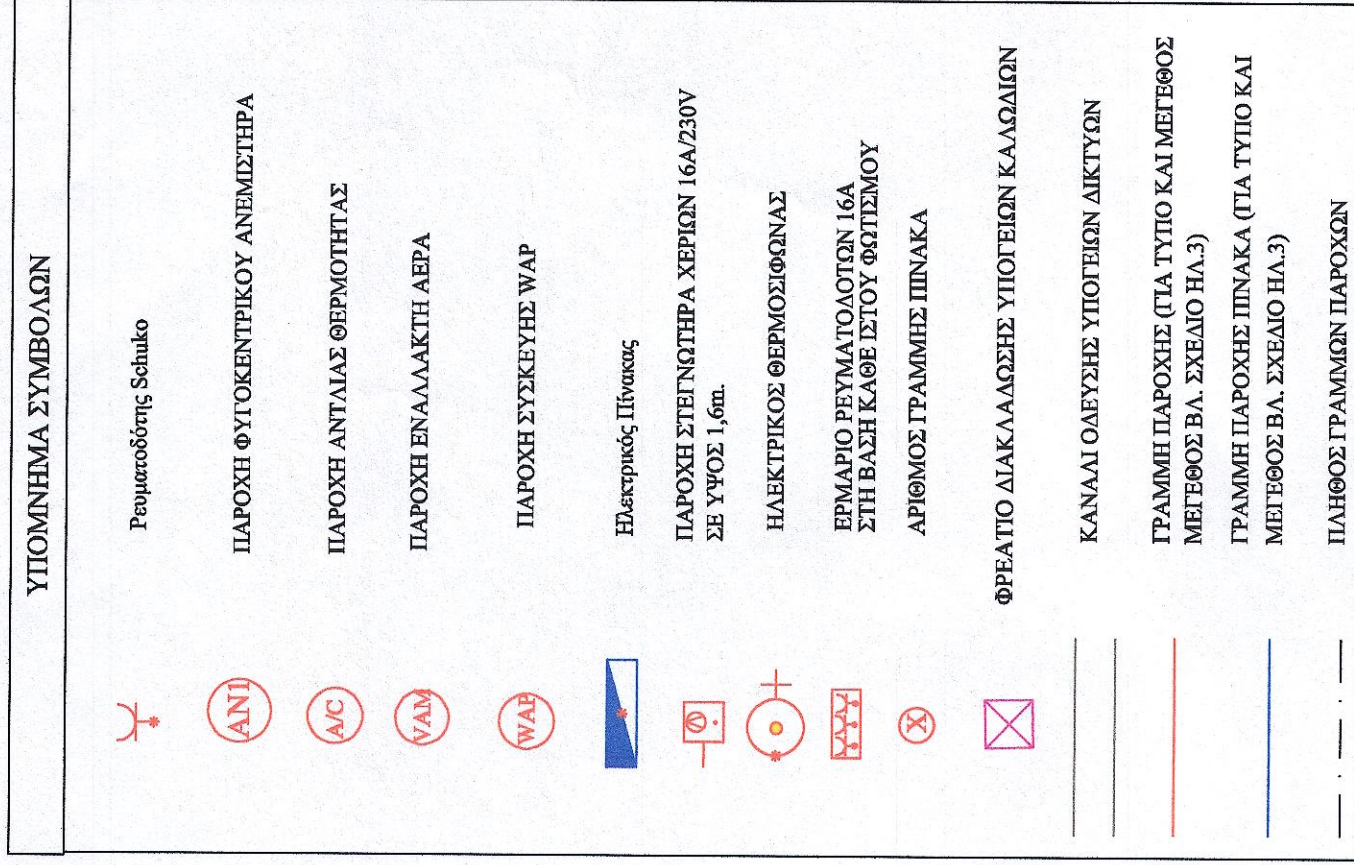 ΥΠΟΜΝΗΜΑ ΣΥΜΒΟΛΩΝ
Ρευματοδότης Schuko
AN1 ΠΑΡΟΧΗ ΦΥΓΟΚΕΝΤΡΙΚΟΥ ΑΝΕΜΙΣΤΗΡΑ
A/C ΠΑΡΟΧΗ ΑΝΤΛΙΑΣ ΘΕΡΜΟΤΗΤΑΣ
VAM ΠΑΡΟΧΗ ΕΝΑΛΛΑΚΤΗ ΑΕΡΑ
WAP ΠΑΡΟΧΗ ΣΥΣΚΕΥΗΣ WAP
Ηλεκτρικός Πίνακας
ΠΑΡΟΧΗ ΣΤΕΓΝΩΤΗΡΑ ΧΕΡΙΩΝ 16A/230V
ΣΕ ΥΨΟΣ 1,6m.
ΗΛΕΚΤΡΙΚΟΣ ΘΕΡΜΟΣΙΦΩΝΑΣ
ΕΡΜΑΡΙΟ ΡΕΥΜΑΤΟΔΟΤΩΝ 16Α
ΣΤΗ ΒΑΣΗ ΚΑΘΕ ΙΣΤΟΥ ΦΩΤΙΣΜΟΥ
X ΑΡΙΘΜΟΣ ΓΡΑΜΜΗΣ ΠΙΝΑΚΑ
ΦΡΕΑΤΙΟ ΔΙΑΚΛΑΔΩΣΗΣ ΥΠΟΓΕΙΩΝ ΚΑΛΩΔΙΩΝ
ΚΑΝΑΛΙ ΟΔΕΥΣΗΣ ΥΠΟΓΕΙΩΝ ΔΙΚΤΥΩΝ
ΓΡΑΜΜΗ ΠΑΡΟΧΗΣ (ΓΙΑ ΤΥΠΟ ΚΑΙ ΜΕΓΕΘΟΣ
ΜΕΓΕΘΟΣ ΒΛ. ΣΧΕΔΙΟ ΗΛ.3)
ΓΡΑΜΜΗ ΠΑΡΟΧΗΣ ΠΙΝΑΚΑ (ΓΙΑ ΤΥΠΟ ΚΑΙ
ΜΕΓΕΘΟΣ ΒΛ. ΣΧΕΔΙΟ ΗΛ.3)
ΠΛΗΘΟΣ ΓΡΑΜΜΩΝ ΠΑΡΟΧΩΝ